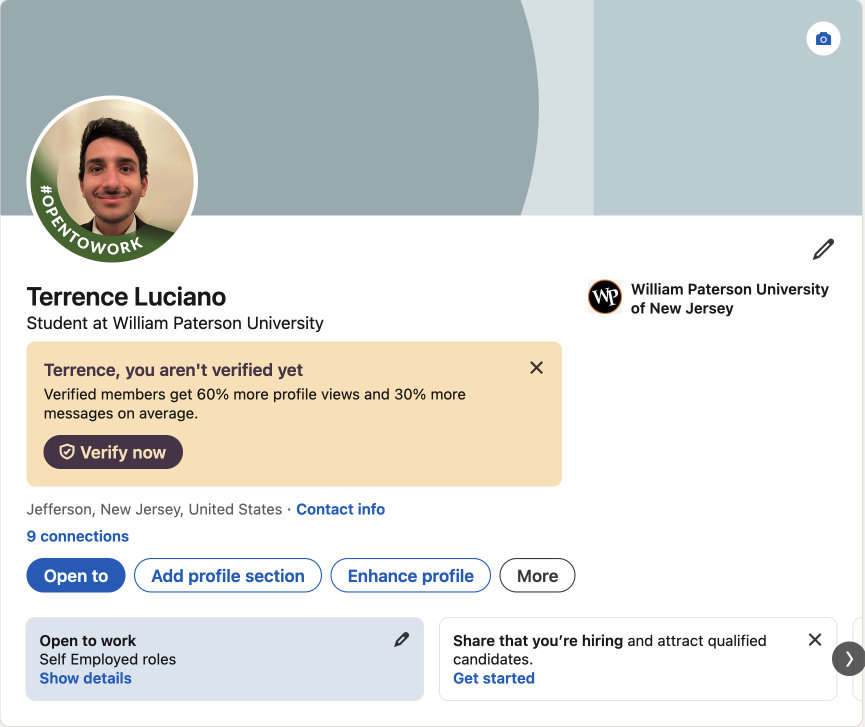 #OPENTOWORK
Terrence Luciano
Student at William Paterson University
WP
William Paterson University
of New Jersey
Terrence, you aren't verified yet
Verified members get 60% more profile views and 30% more
messages on average.
Verify now
Jefferson, New Jersey, United States · Contact info
9 connections
Open to
Add profile section
Enhance profile
More
Open to work
Self Employed roles
Show details
Share that you’re hiring and attract qualified
candidates.
Get started